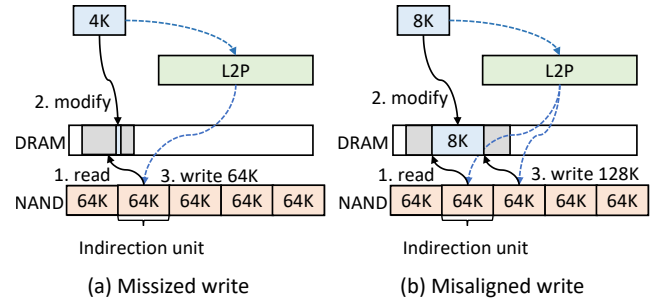 4K
L2P
2. modify
DRAM
1. read
3. write 64K
NAND
64K 64K 64K 64K 64K
Indirection unit
(a) Missized write
8K
L2P
2. modify
DRAM
8K
1. read
3. write 128K
NAND
64K 64K 64K 64K 64K
Indirection unit
(b) Misaligned write